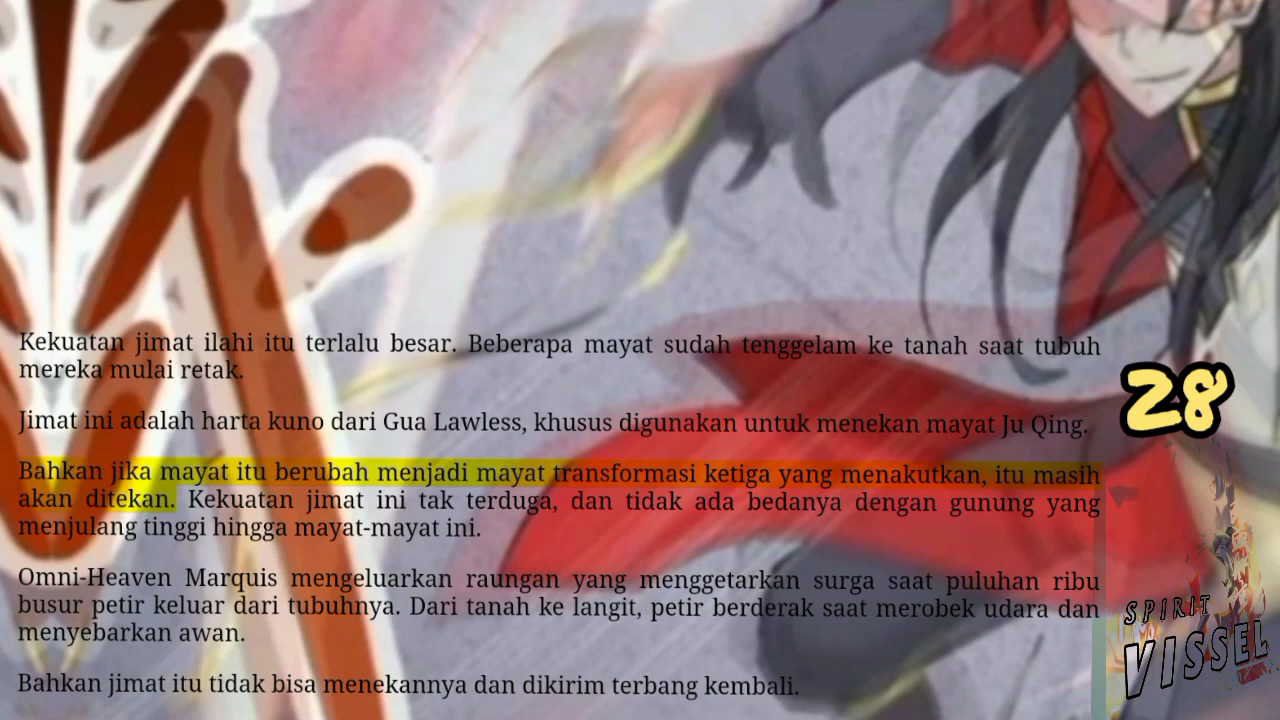 Kekuatan jimat ilahi itu terlalu besar. Beberapa mayat sudah tenggelam ke tanah saat tubuh
mereka mulai retak.
Jimat ini adalah harta kuno dari Gua Lawless, khusus digunakan untuk menekan mayat Ju Qing.
Bahkan jika mayat itu berubah menjadi mayat transformasi ketiga yang menakutkan, itu masih
akan ditekan. Kekuatan jimat ini tak terduga, dan tidak ada bedanya dengan gunung yang
menjulang tinggi hingga mayat-mayat ini.
Omni-Heaven Marquis mengeluarkan raungan yang menggetarkan surga saat puluhan ribu
busur petir keluar dari tubuhnya. Dari tanah ke langit, petir berderak saat merobek udara dan
menyebarkan awan.
Bahkan jimat itu tidak bisa menekannya dan dikirim terbang kembali.
28
SPIRIT
VISSEL